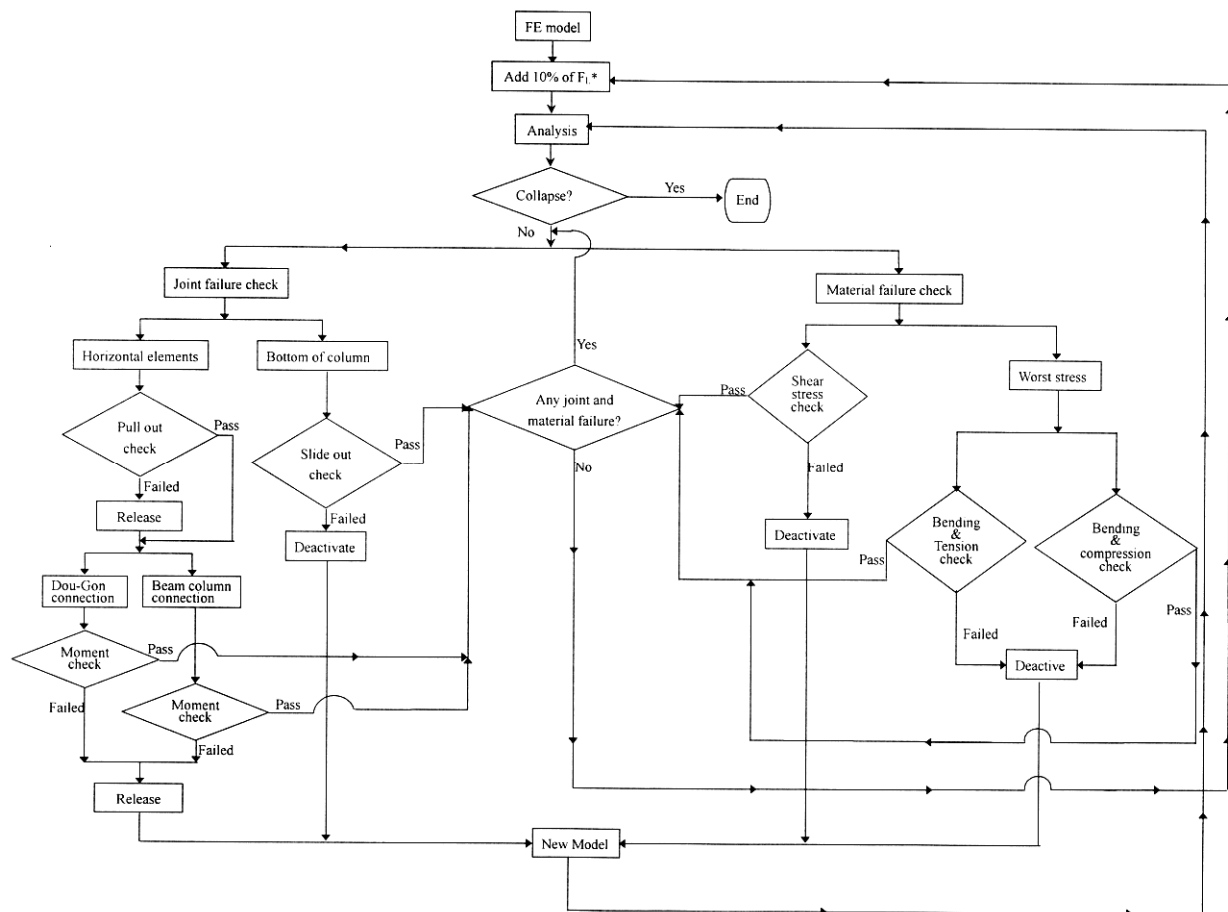 FE model
Add 10% of FL*
Analysis
Collapse?
Yes
End
No
Joint failure check
Material failure check
Horizontal elements
Bottom of column
Yes
Shear
stress
check
Pass
Worst stress
Pull out
check
Pass
Slide out
check
Pass
Any joint and
material failure?
No
Failed
Failed
Release
Failed
Deactivate
Deactivate
Bending
&
Tension
check
Pass
Bending
&
compression
check
Pass
Dou-Gon
connection
Beam column
connection
Moment
check
Pass
Failed
Failed
Deactive
Failed
Moment
check
Pass
Failed
Release
New Model